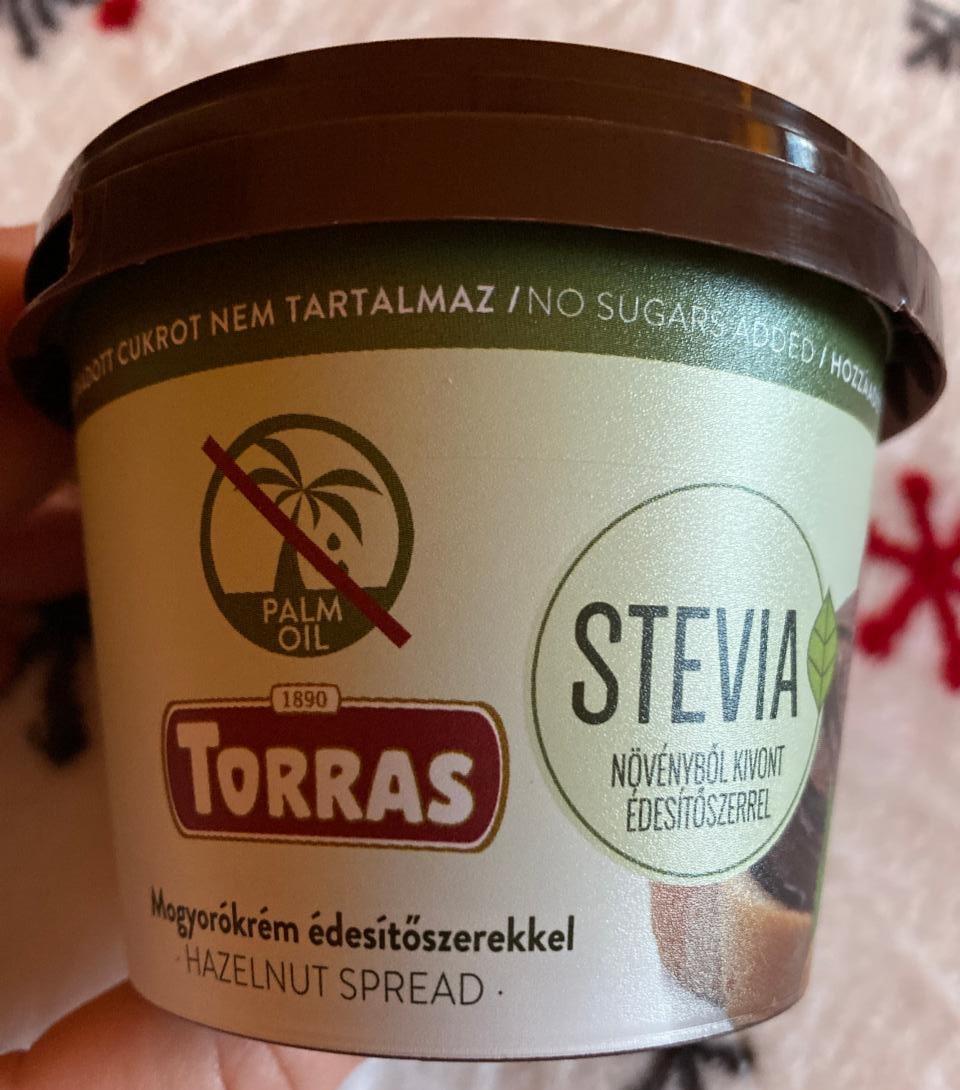 CUKROT NEM TARTALMAZ / NO SUGARS ADDED /
PALM
OIL
1890
TORRAS
STEVIA
NÖVÉNYBŐL KIVONT
ÉDESÍTŐSZERREL
Mogyorókrém édesítőszerekkel
· HAZELNUT SPREAD ·